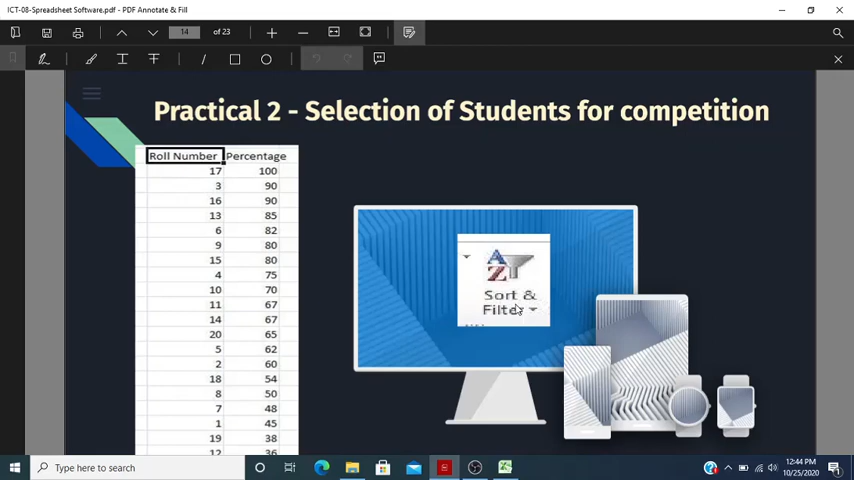 ICT-08-Spreadsheet Software.pdf - PDF Annotate & Fill
14 of 23
Practical 2 - Selection of Students for competition
Roll Number Percentage
17 100
3 90
16 90
13 85
6 82
9 80
15 80
4 75
10 70
11 67
14 67
20 65
5 62
2 60
18 54
8 50
7 48
1 45
19 38
12 36
A
Z
Sort &
Filter
Type here to search
12:44 PM
10/25/2020